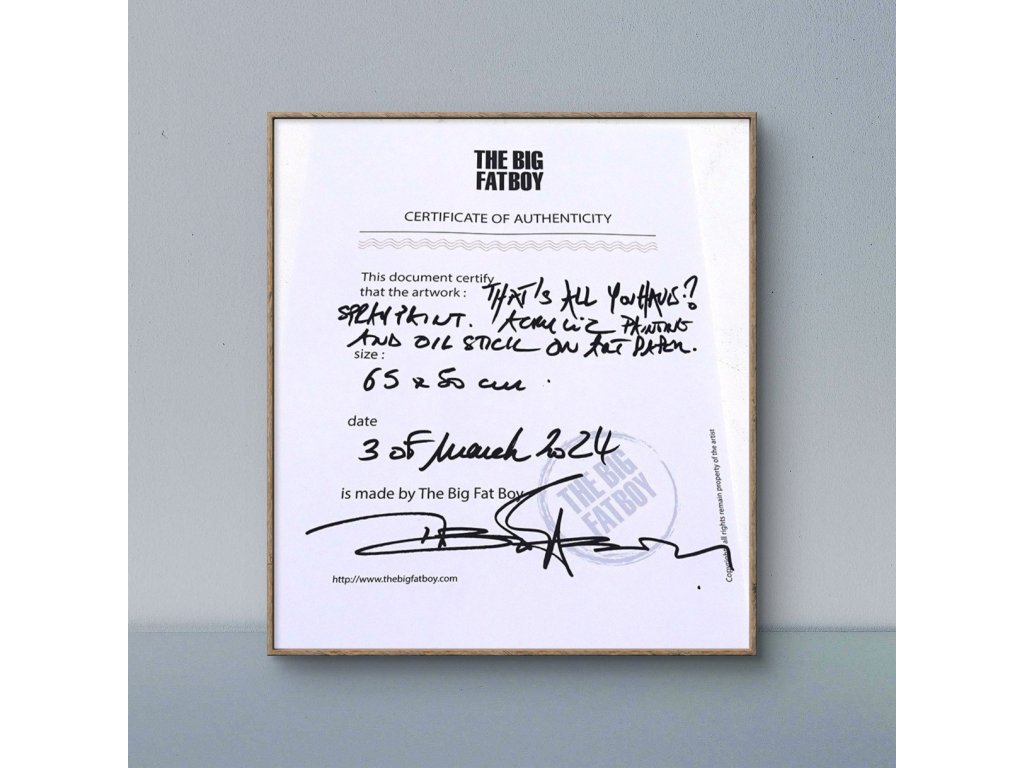 THE BIG
FATBOY
CERTIFICATE OF AUTHENTICITY
This document certify
that the artwork : THAT'S ALL YOU HAVE?
SPRAY PAINT. ACRYLIC PAINTING
AND OIL STICK ON ART PAPER.
size :
65 x 50 cm .
date
3 of March 2024
is made by The Big Fat Boy
THE BIG
FATBOY
http://www.thebigfatboy.com
all rights remain property of the artist